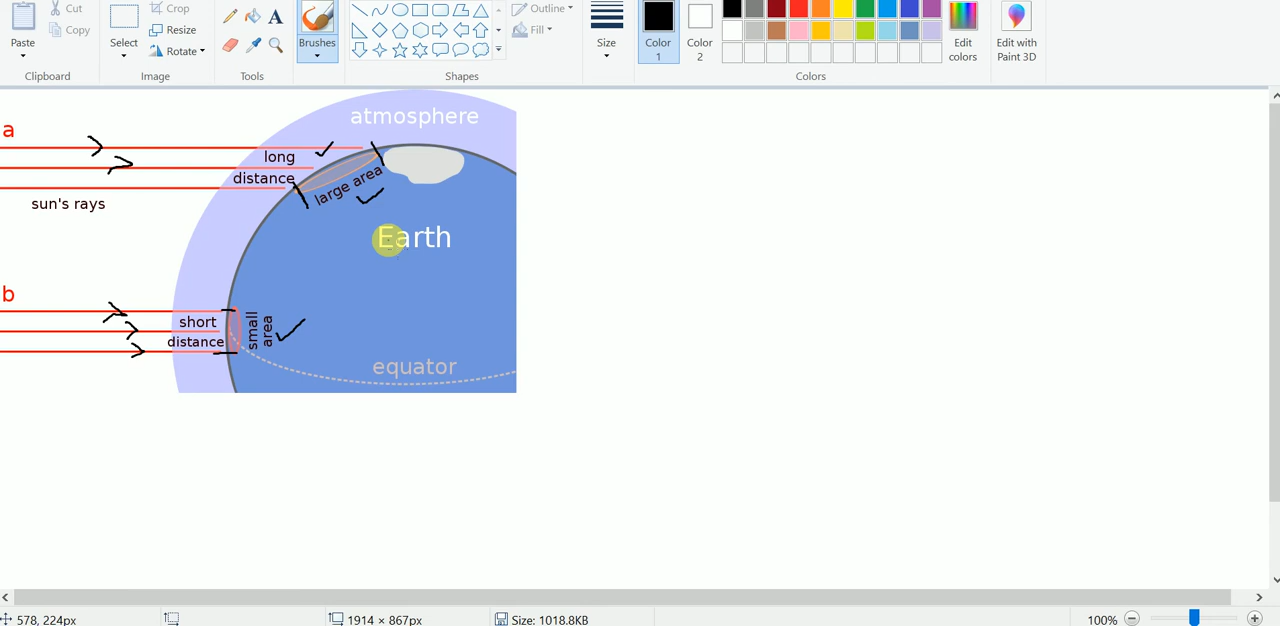 Paste
Cut
Copy
Clipboard
Select
Crop
Resize
Rotate
Image
A
Tools
Brushes
Shapes
Outline
Fill
Size
Color 1
Color 2
Colors
Edit colors
Edit with Paint 3D
a
sun's rays
atmosphere
long
distance
large area
Earth
b
short
distance
small
area
equator
578, 224px
1914 × 867px
Size: 1018.8KB
100%